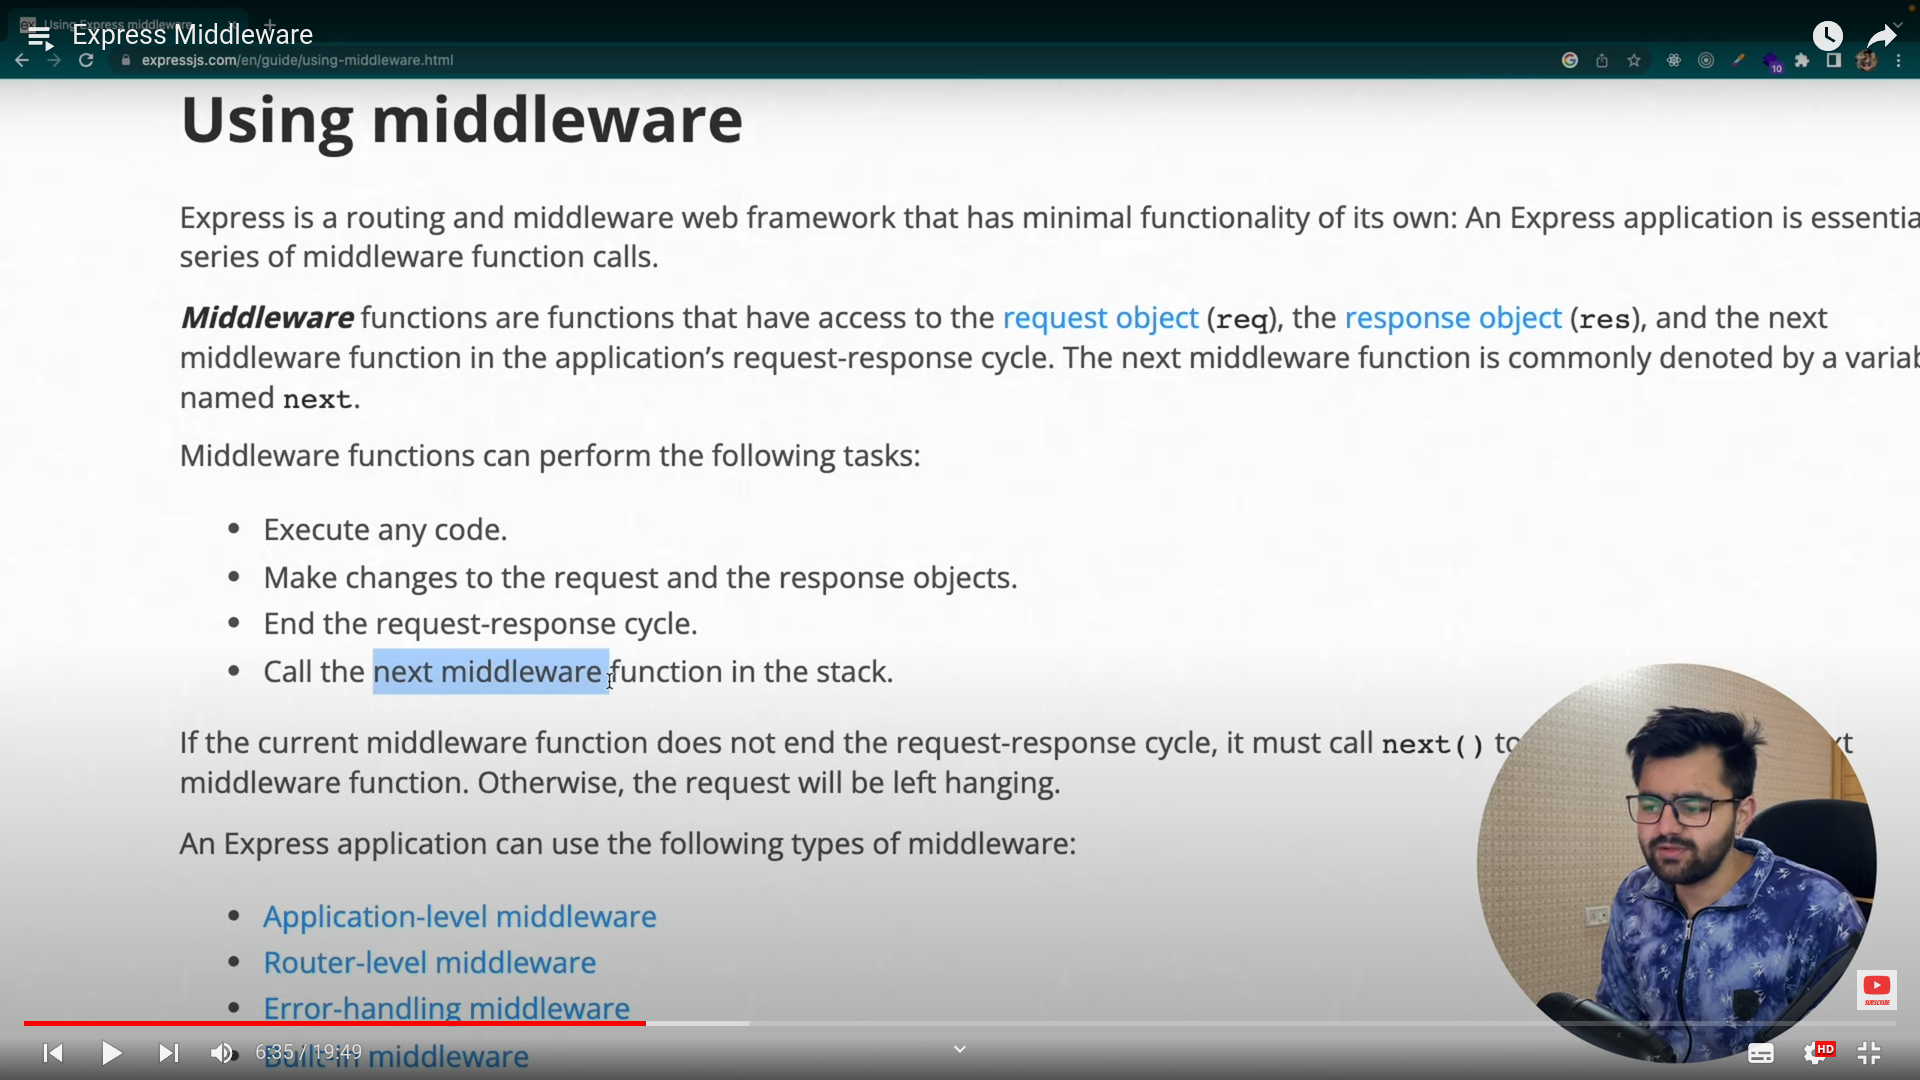 Using Express middleware
Express Middleware
expressjs.com/en/guide/using-middleware.html
10
Using middleware
Express is a routing and middleware web framework that has minimal functionality of its own: An Express application is essentia
series of middleware function calls.
Middleware functions are functions that have access to the request object (req), the response object (res), and the next
middleware function in the application’s request-response cycle. The next middleware function is commonly denoted by a variab
named next.
Middleware functions can perform the following tasks:
• Execute any code.
• Make changes to the request and the response objects.
• End the request-response cycle.
• Call the next middleware function in the stack.
If the current middleware function does not end the request-response cycle, it must call next() to xt
middleware function. Otherwise, the request will be left hanging.
An Express application can use the following types of middleware:
• Application-level middleware
• Router-level middleware
• Error-handling middleware
• Built-in middleware
SUBSCRIBE
6:35 / 19:49
HD